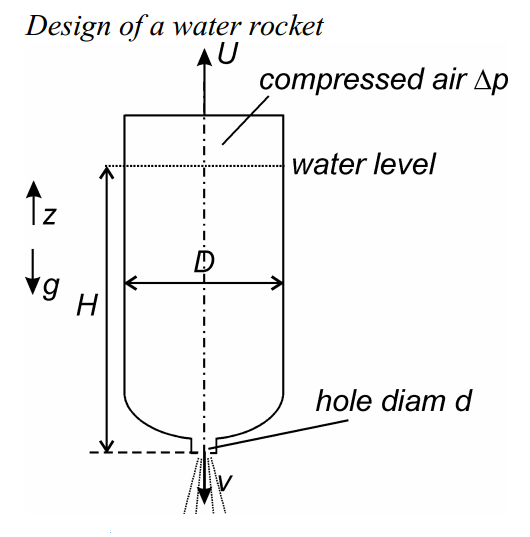 Design of a water rocket
U
compressed air Δp
water level
z
D
g
H
hole diam d
v